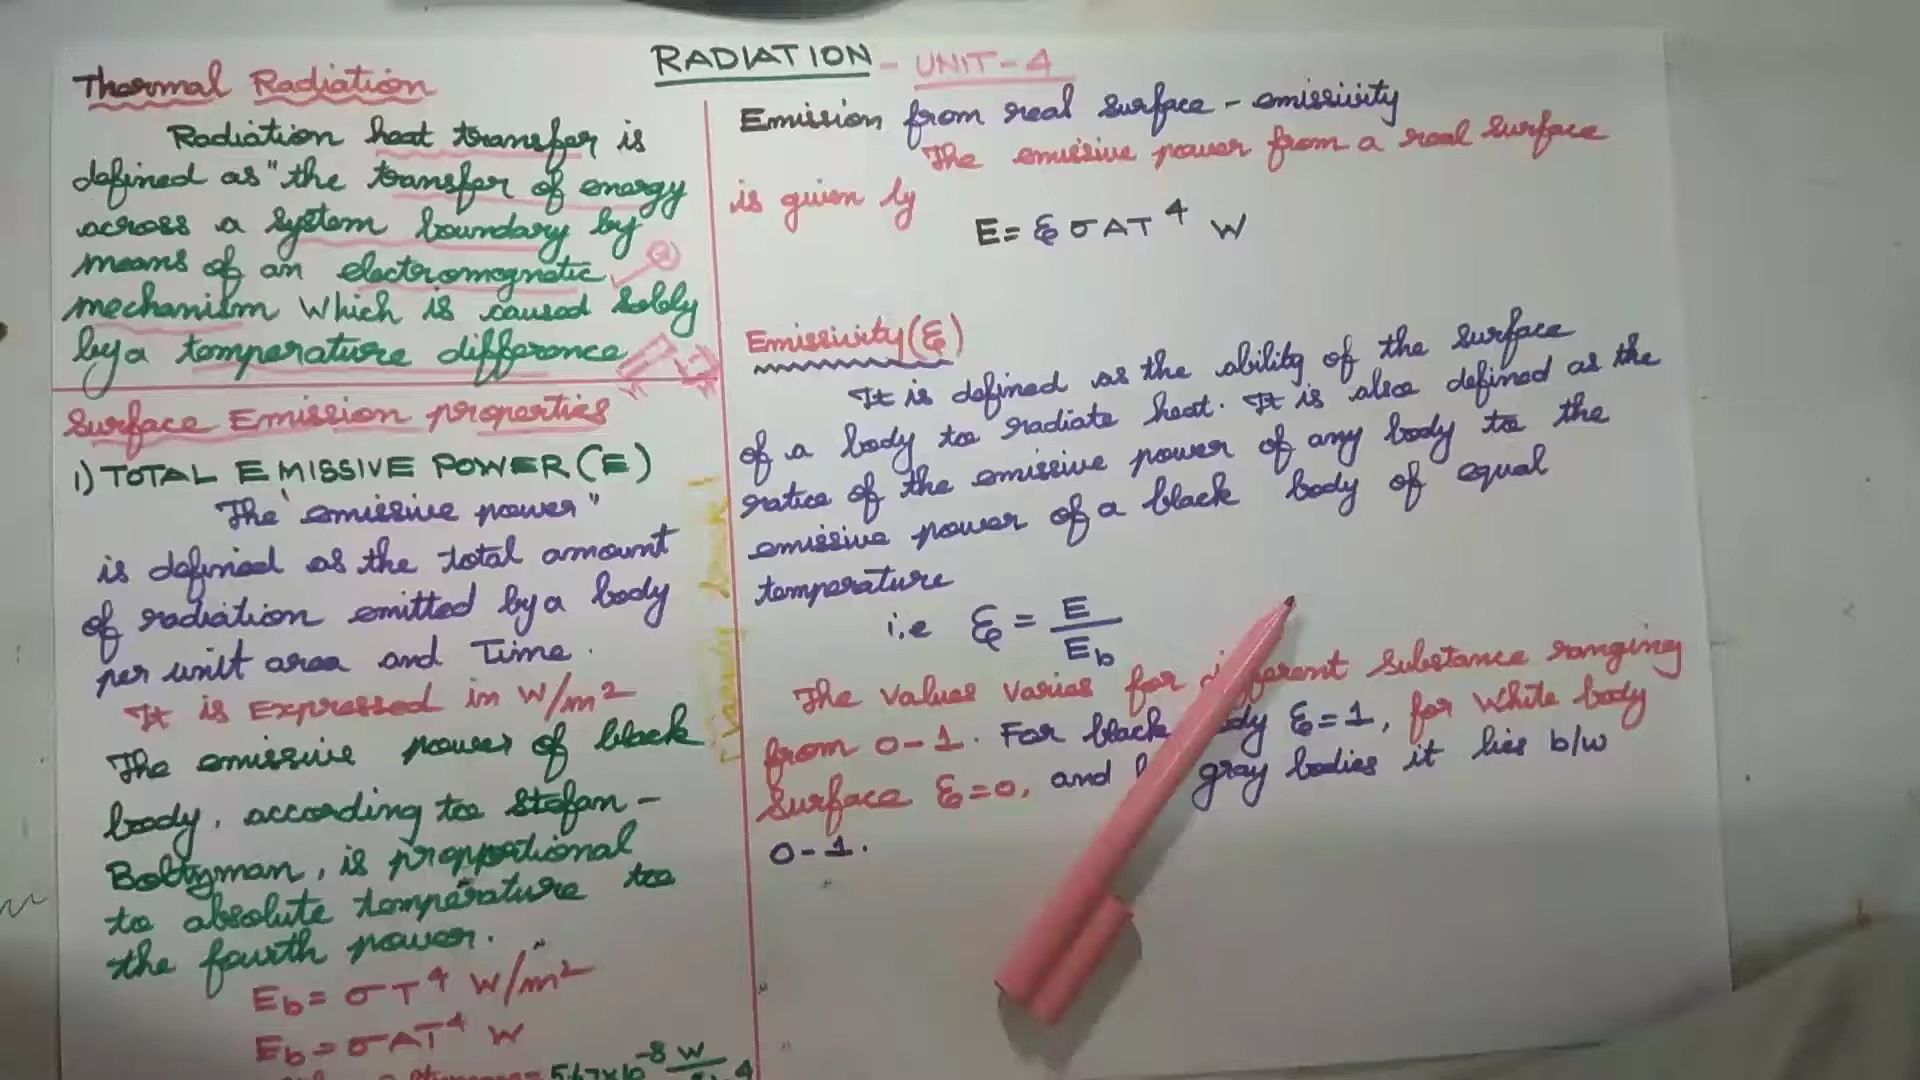 RADIATION - UNIT-4
Thermal Radiation
Radiation heat transfer is
defined as "the transfer of energy
across a system boundary by
means of an electromagnetic
mechanism which is caused solely
by a temperature difference
Surface Emission properties
1) TOTAL EMISSIVE POWER (E)
The "emissive power"
is defined as the total amount
of radiation emitted by a body
per unit area and Time.
It is Expressed in W/m2
The emissive power of black
body, according to Stefan-
Boltzman, is propportional
to absolute temperature to
the fourth power.
Eb = σT⁴ W/m²
Eb = σAT⁴ W
Emission from real surface - emissivity
The emissive power from a real surface
is given by
E= ε σAT⁴ W
Emissivity (ε)
It is defined as the ability of the surface
of a body to radiate heat. It is also defined as the
ratio of the emissive power of any body to the
emissive power of a black body of equal
temperature
i.e ε = E/Eb
The values varies for different substance ranging
from 0-1. For black body ε=1, for white body
surface ε=0, and gray bodies it lies b/w
0-1.